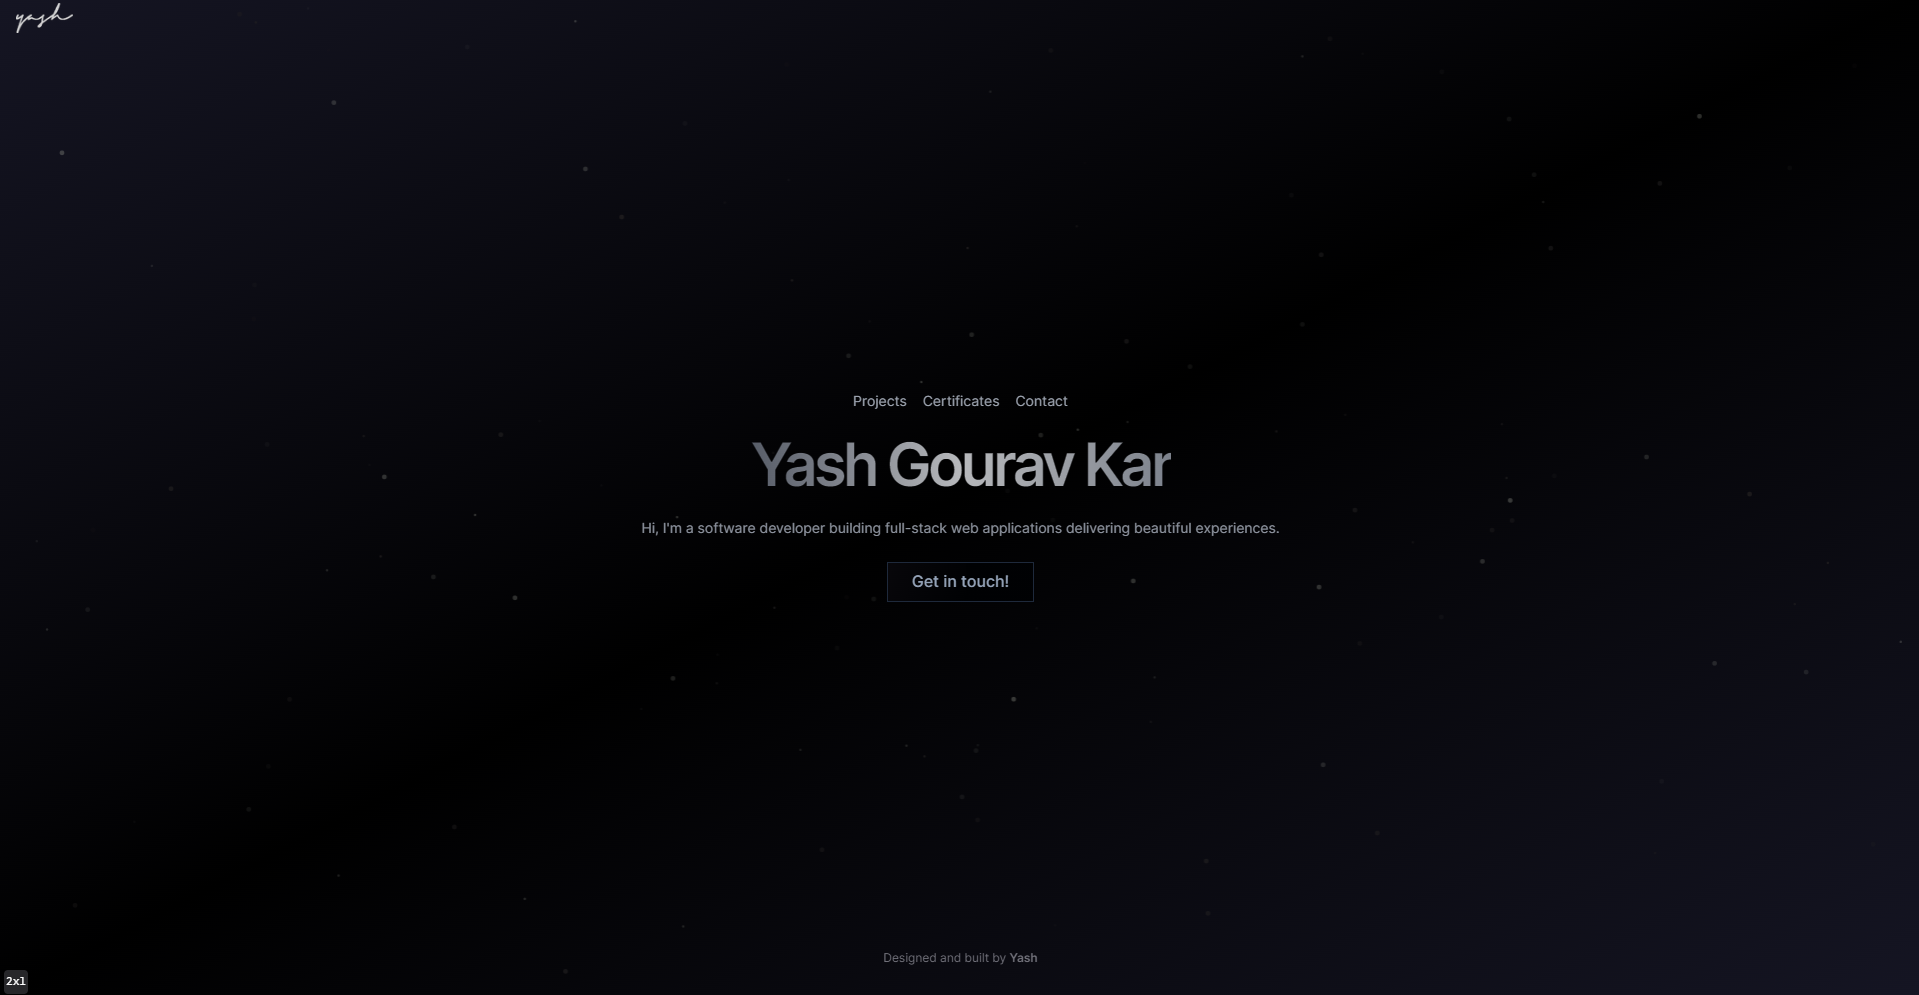 yash
Projects Certificates Contact
Yash Gourav Kar
Hi, I'm a software developer building full-stack web applications delivering beautiful experiences.
Get in touch!
Designed and built by Yash
2x1